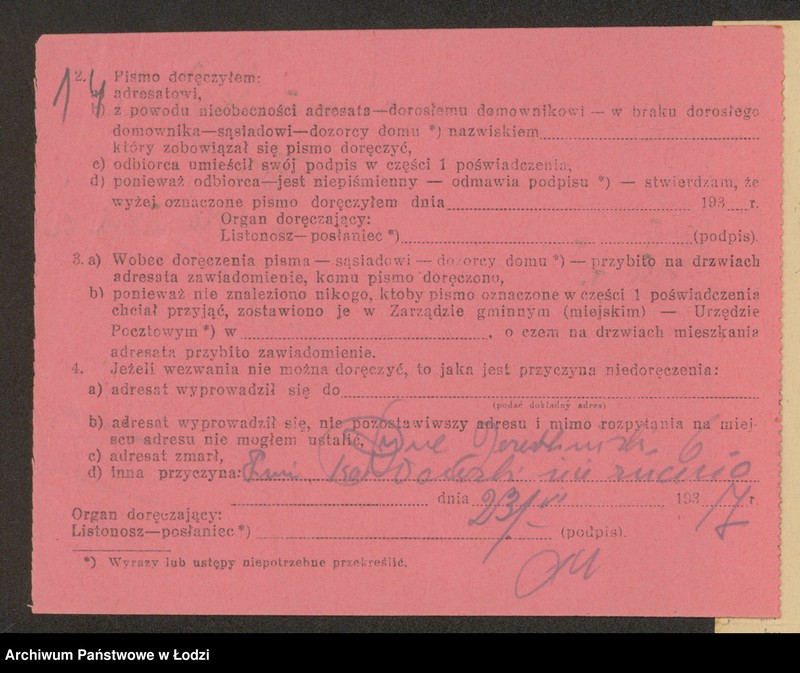 14
2. Pismo doręczyłem:
a) adresatowi,
b) z powodu nieobecności adresata—dorosłemu domownikowi — w braku dorosłego
domownika—sąsiadowi—dozorcy domu *) nazwiskiem
który zobowiązał się pismo doręczyć,
c) odbiorca umieścił swój podpis w części 1 poświadczenia,
d) ponieważ odbiorca—jest niepiśmienny — odmawia podpisu *) — stwierdzam, że
wyżej oznaczone pismo doręczyłem dnia 193 r.
Organ doręczający:
Listonosz—posłaniec *) (podpis).
3. a) Wobec doręczenia pisma — sąsiadowi — dozorcy domu *) — przybito na drzwiach
adresata zawiadomienie, komu pismo doręczono,
b) ponieważ nie znaleziono nikogo, ktoby pismo oznaczone w części 1 poświadczenia
chciał przyjąć, zostawiono je w Zarządzie gminnym (miejskim) — Urzędzie
Pocztowym *) w , o czem na drzwiach mieszkania
adresata przybito zawiadomienie.
4. Jeżeli wezwania nie można doręczyć, to jaka jest przyczyna niedoręczenia:
a) adresat wyprowadził się do
(podać dokładny adres)
b) adresat wyprowadził się, nie pozostawiwszy adresu i mimo rozpytania na miej-
scu adresu nie mogłem ustalić,
c) adresat zmarł,
d) inna przyczyna: nie
dnia 23/VI 1937 r.
Organ doręczający:
Listonosz—posłaniec *) (podpis).
*) Wyrazy lub ustępy niepotrzebne przekreślić.
Archiwum Państwowe w Łodzi